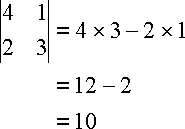 |4 1|
|2 3| = 4 × 3 − 2 × 1
= 12 − 2
= 10